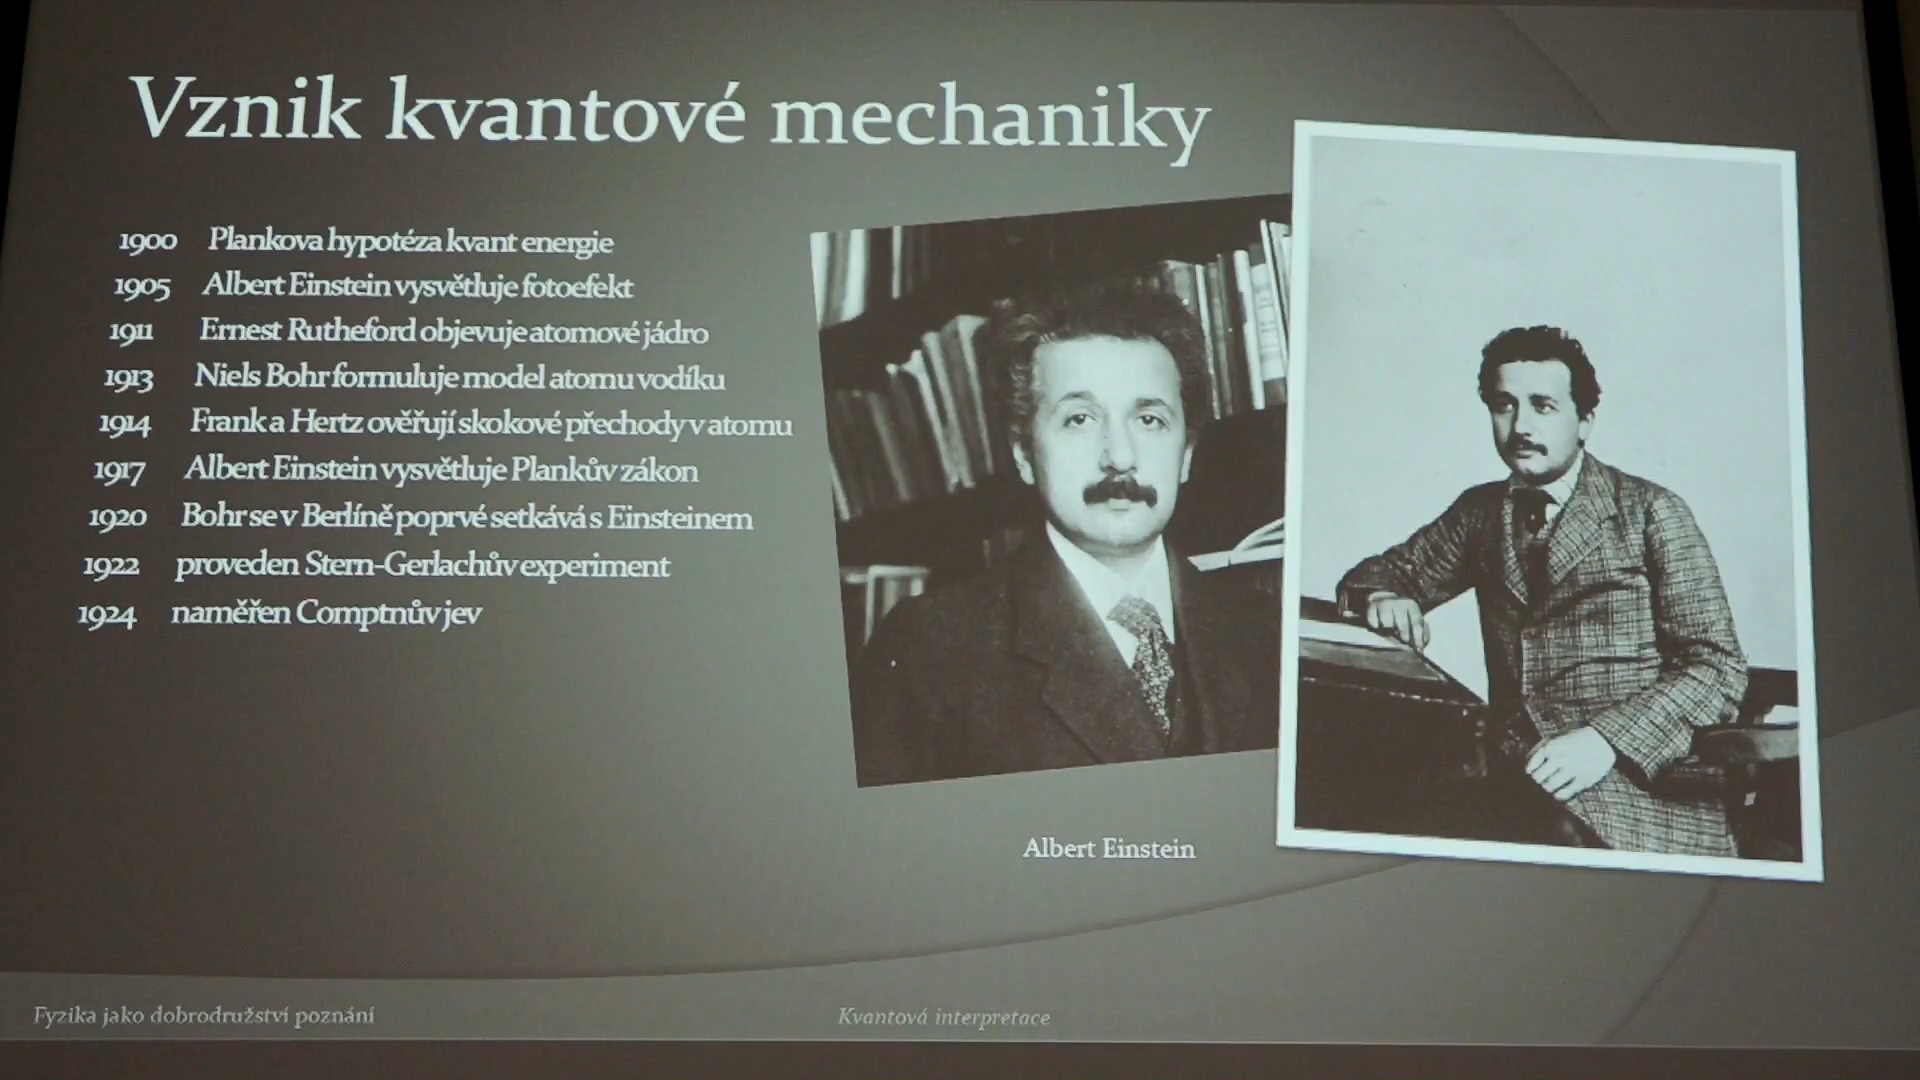 Vznik kvantové mechaniky
1900 Plankova hypotéza kvant energie
1905 Albert Einstein vysvětluje fotoefekt
1911 Ernest Rutheford objevuje atomové jádro
1913 Niels Bohr formuluje model atomu vodíku
1914 Frank a Hertz ověřují skokové přechody v atomu
1917 Albert Einstein vysvětluje Plankův zákon
1920 Bohr se v Berlíně poprvé setkává s Einsteinem
1922 proveden Stern-Gerlachův experiment
1924 naměřen Comptnův jev
Albert Einstein
Fyzika jako dobrodružství poznání
Kvantová interpretace